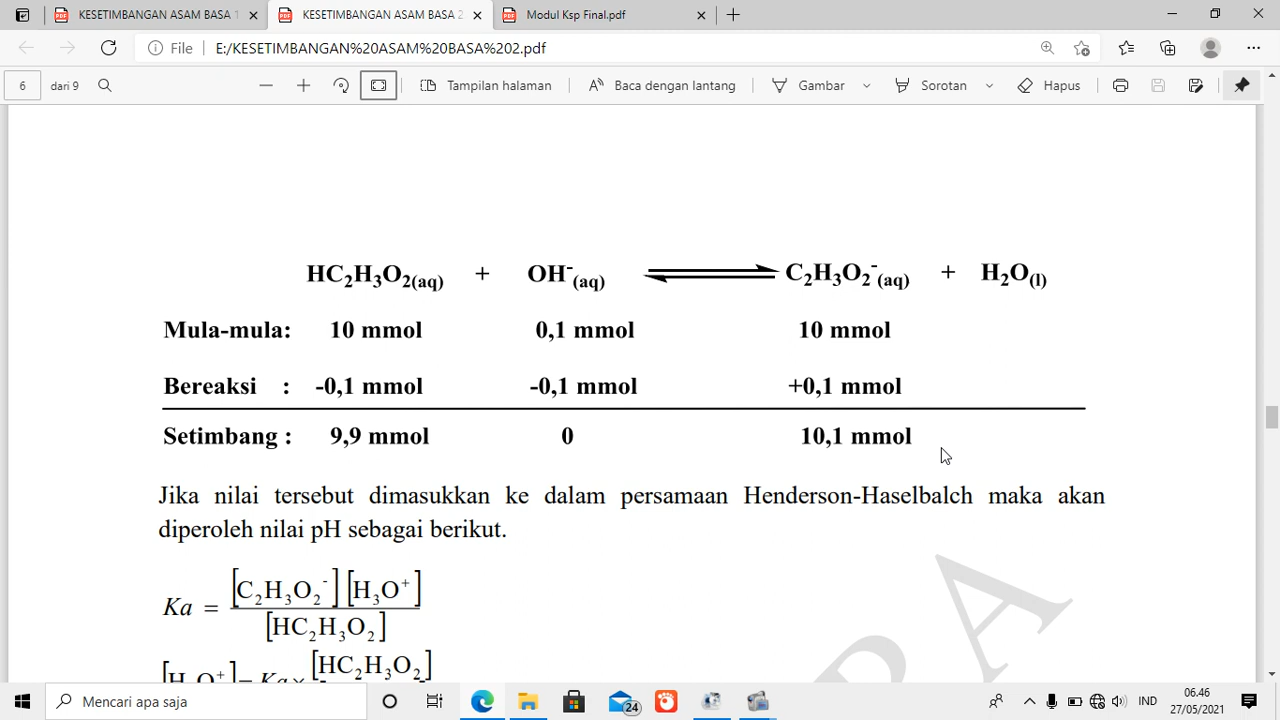 KESETIMBANGAN ASAM BASA 1
KESETIMBANGAN ASAM BASA 2
Modul Ksp Final.pdf
File E:/KESETIMBANGAN%20ASAM%20BASA%202.pdf
6 dari 9 Tampilan halaman Baca dengan lantang Gambar Sorotan Hapus
HC₂H₃O₂(aq) + OH⁻(aq) ⇌ C₂H₃O₂⁻(aq) + H₂O(l)
Mula-mula: 10 mmol 0,1 mmol 10 mmol
Bereaksi : -0,1 mmol -0,1 mmol +0,1 mmol
Setimbang : 9,9 mmol 0 10,1 mmol
Jika nilai tersebut dimasukkan ke dalam persamaan Henderson-Haselbalch maka akan
diperoleh nilai pH sebagai berikut.
Ka = [C₂H₃O₂⁻] [H₃O⁺]
[HC₂H₃O₂]
[H₃O⁺] = Ka × [HC₂H₃O₂]
Mencari apa saja 24 IND 06.46
27/05/2021